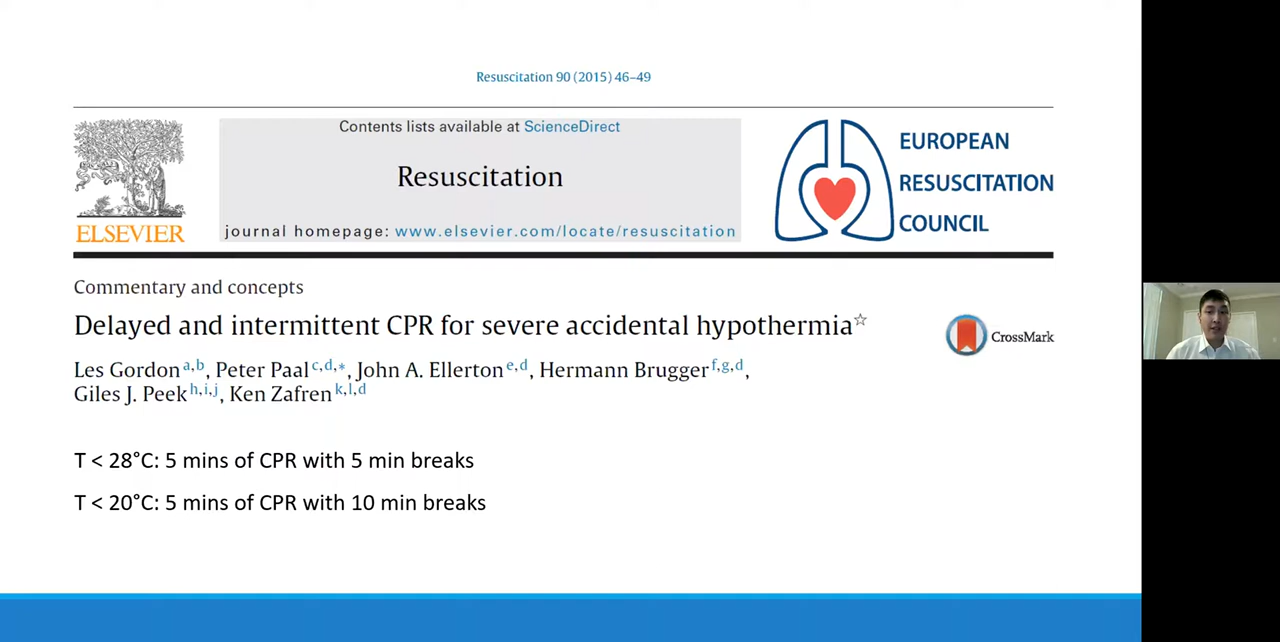 Resuscitation 90 (2015) 46–49
Contents lists available at ScienceDirect
Resuscitation
journal homepage: www.elsevier.com/locate/resuscitation
ELSEVIER
EUROPEAN
RESUSCITATION
COUNCIL
Commentary and concepts
Delayed and intermittent CPR for severe accidental hypothermia☆
CrossMark
Les Gordon a,b, Peter Paal c,d,*, John A. Ellerton e,d, Hermann Brugger f,g,d,
Giles J. Peek h,i,j, Ken Zafren k,l,d
T < 28°C: 5 mins of CPR with 5 min breaks
T < 20°C: 5 mins of CPR with 10 min breaks